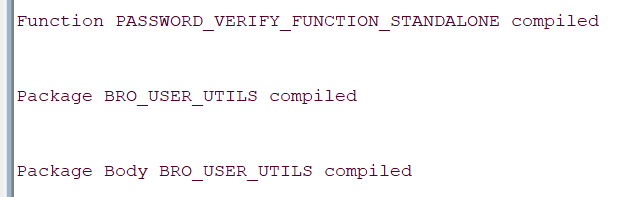 Function PASSWORD_VERIFY_FUNCTION_STANDALONE compiled
Package BRO_USER_UTILS compiled
Package Body BRO_USER_UTILS compiled